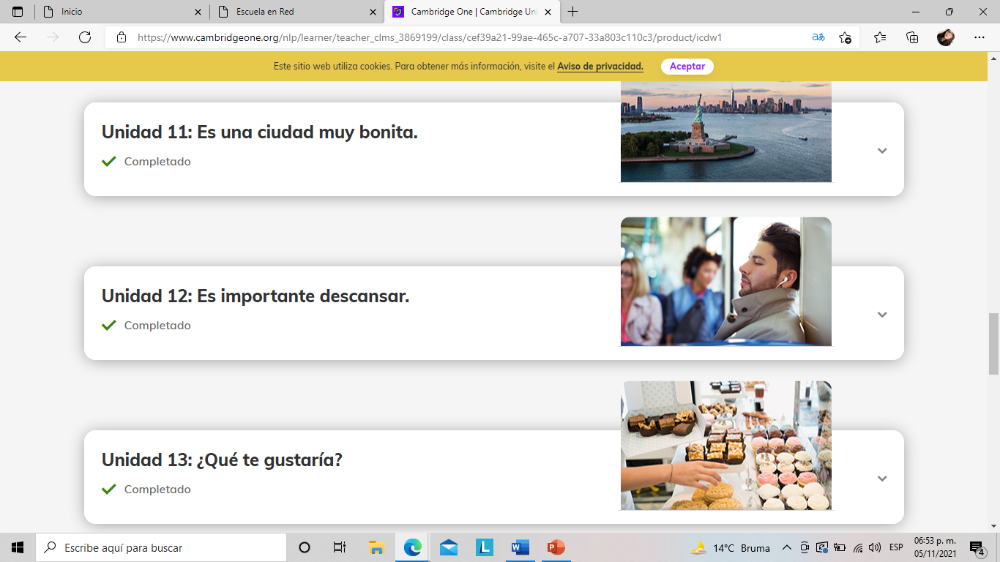 Inicio
Escuela en Red
Cambridge One | Cambridge Uni
https://www.cambridgeone.org/nlp/learner/teacher_clms_3869199/class/cef39a21-99ae-465c-a707-33a803c110c3/product/icdw1
Este sitio web utiliza cookies. Para obtener más información, visite el Aviso de privacidad. Aceptar
Unidad 11: Es una ciudad muy bonita.
Completado
Unidad 12: Es importante descansar.
Completado
Unidad 13: ¿Qué te gustaría?
Completado
Escribe aquí para buscar
14°C Bruma
ESP
06:53 p. m.
05/11/2021
4